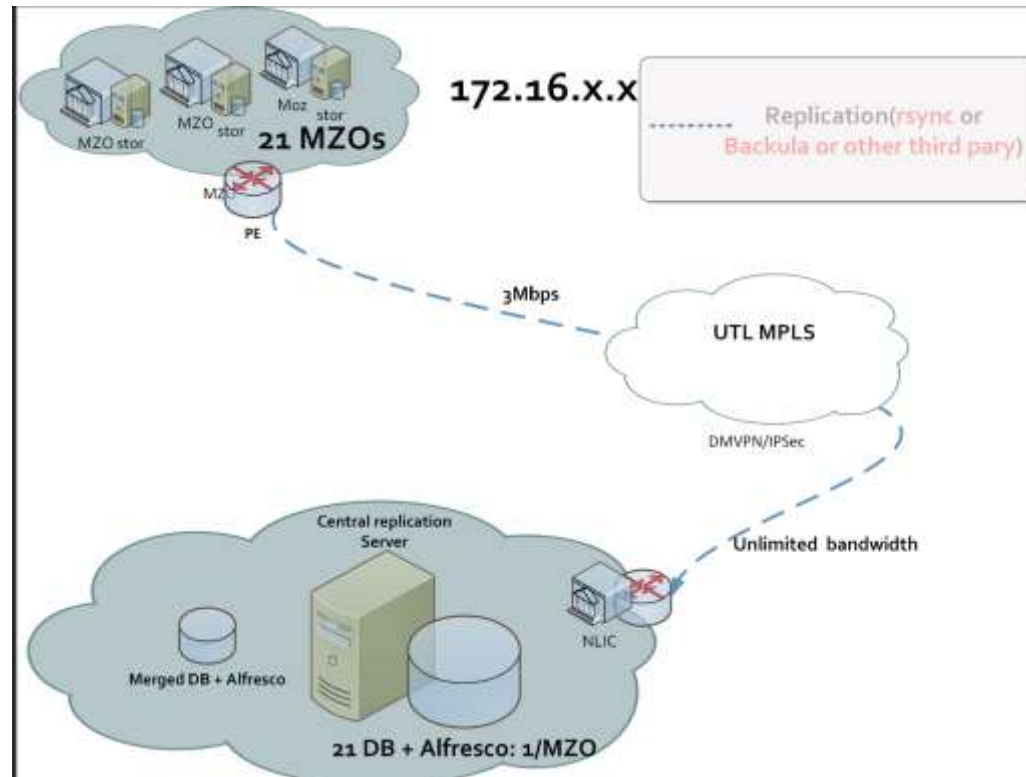 172.16.x.x
Replication(rsync or
Backula or other third pary)
Moz stor
MZO stor
MZO stor
21 MZOs
MZO
PE
3Mbps
UTL MPLS
DMVPN/IPSec
Central replication
Server
Unlimited bandwidth
NLIC
Merged DB + Alfresco
21 DB + Alfresco: 1/MZO